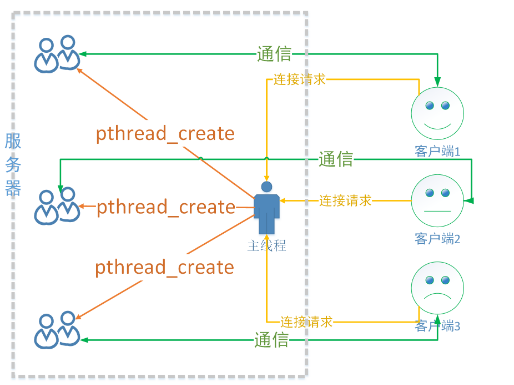 通信
连接请求
pthread_create
客户端1
服务器
通信
pthread_create
连接请求
主线程
客户端2
pthread_create
连接请求
通信
客户端3